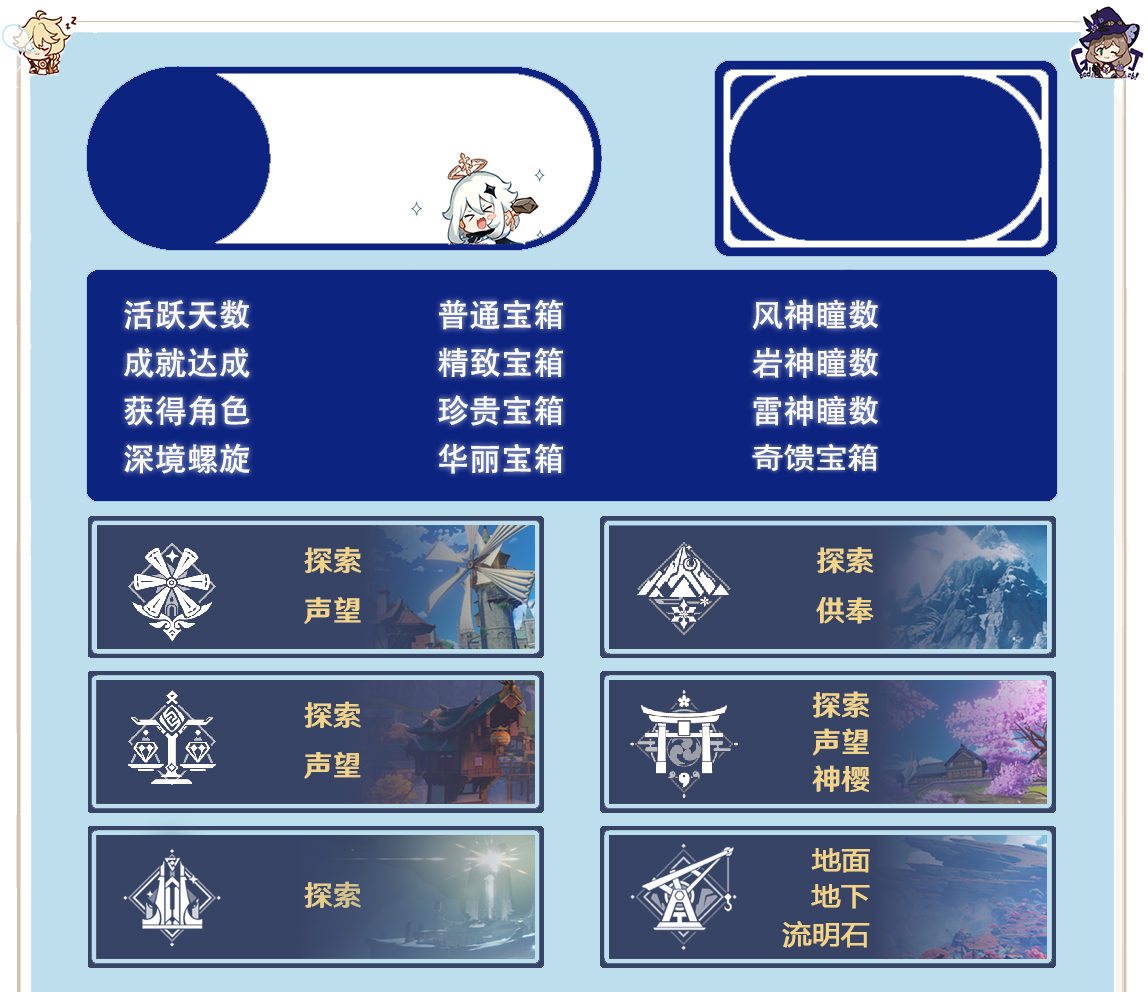 活跃天数 普通宝箱 风神瞳数
成就达成 精致宝箱 岩神瞳数
获得角色 珍贵宝箱 雷神瞳数
深境螺旋 华丽宝箱 奇馈宝箱
探索
声望
探索
供奉
探索
声望
探索
声望
神樱
探索
地面
地下
流明石